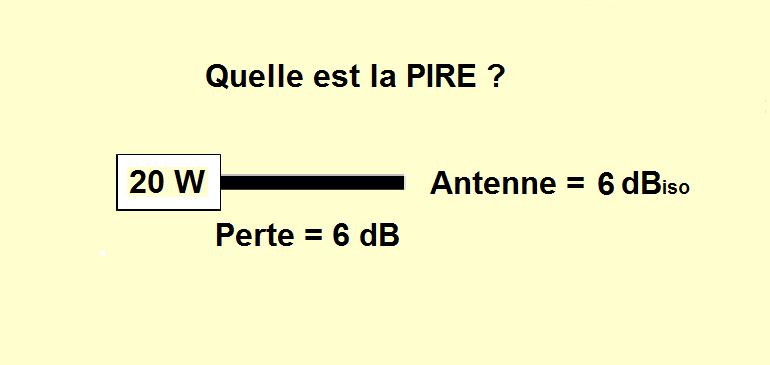 Quelle est la PIRE ?
20 W
Antenne = 6 dBiso
Perte = 6 dB